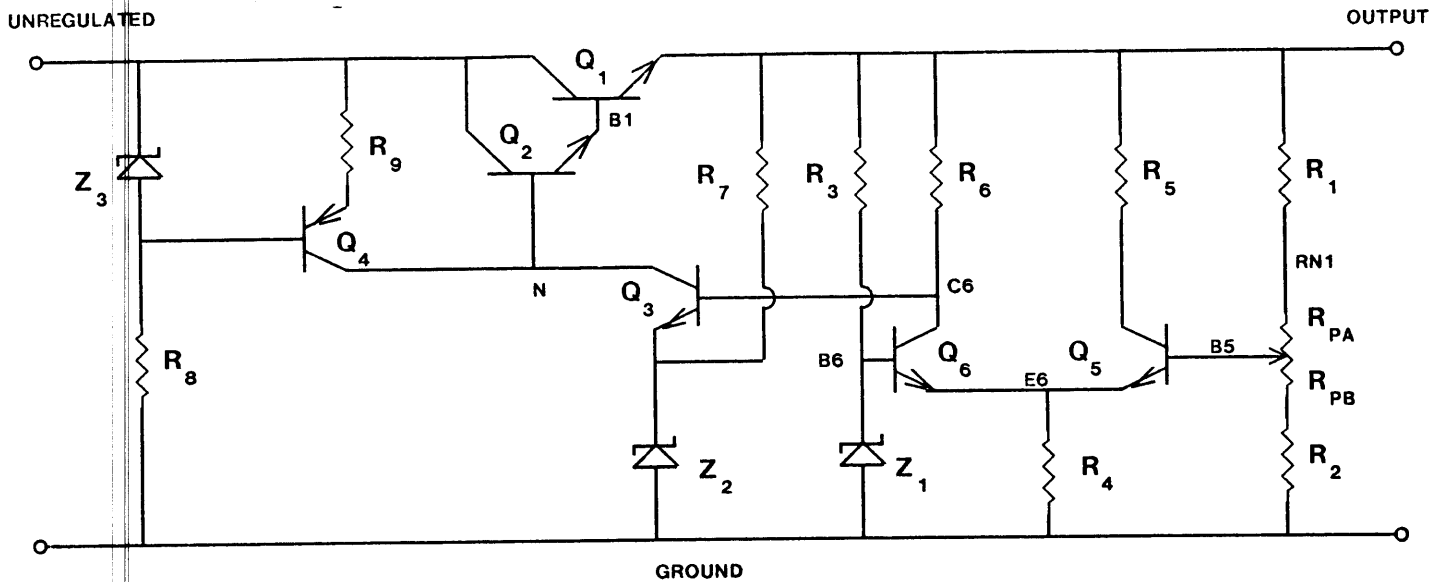 UNREGULATED
OUTPUT
Q1
B1
Q2
R9
Z3
R7
R3
R6
R5
R1
Q4
N
Q3
C6
RN1
RPA
R8
B6
Q6
E6
Q5
B5
RPB
Z2
Z1
R4
R2
GROUND